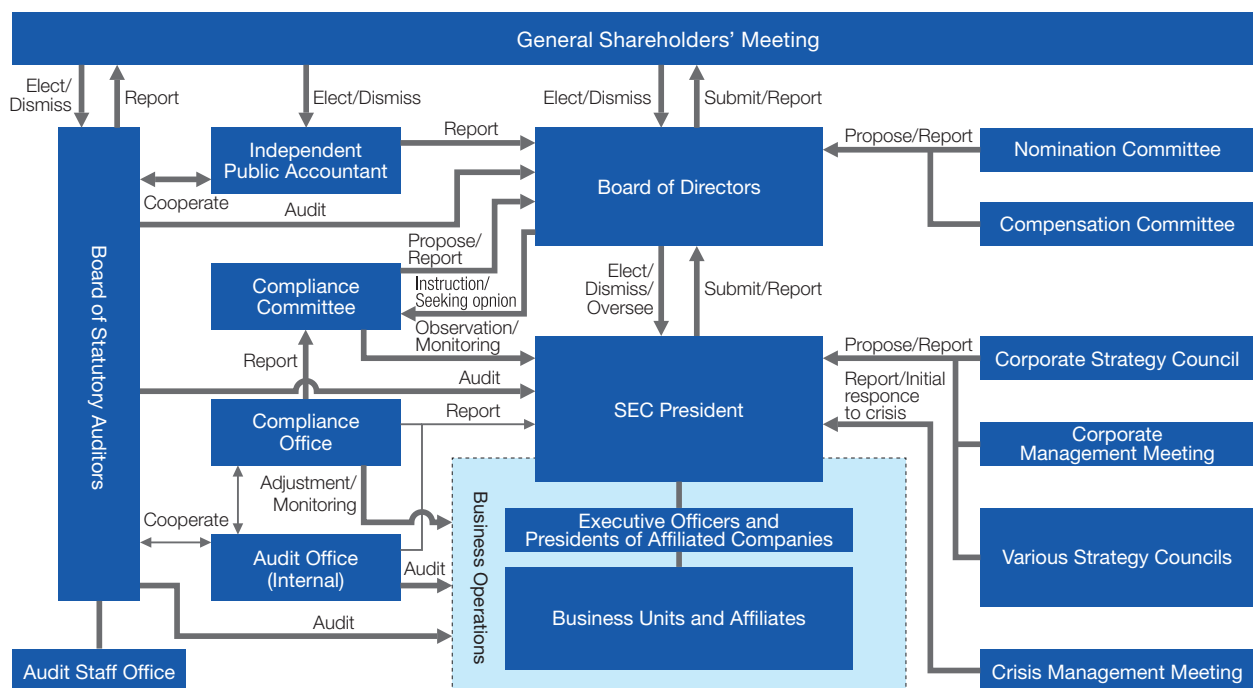 General Shareholders' Meeting
Elect/
Dismiss
Report
Elect/Dismiss
Elect/Dismiss
Submit/Report
Independent
Public Accountant
Report
Board of Directors
Propose/Report
Nomination Committee
Compensation Committee
Cooperate
Audit
Board of Statutory Auditors
Propose/
Report
Compliance
Committee
Instruction/
Seeking opnion
Elect/
Dismiss/
Oversee
Submit/Report
Observation/
Monitoring
Report
Audit
SEC President
Propose/Report
Corporate Strategy Council
Report/Initial
responce
to crisis
Compliance
Office
Report
Corporate
Management Meeting
Adjustment/
Monitoring
Business Operations
Cooperate
Executive Officers and
Presidents of Affiliated Companies
Audit Office
(Internal)
Audit
Various Strategy Councils
Business Units and Affiliates
Audit
Audit Staff Office
Crisis Management Meeting